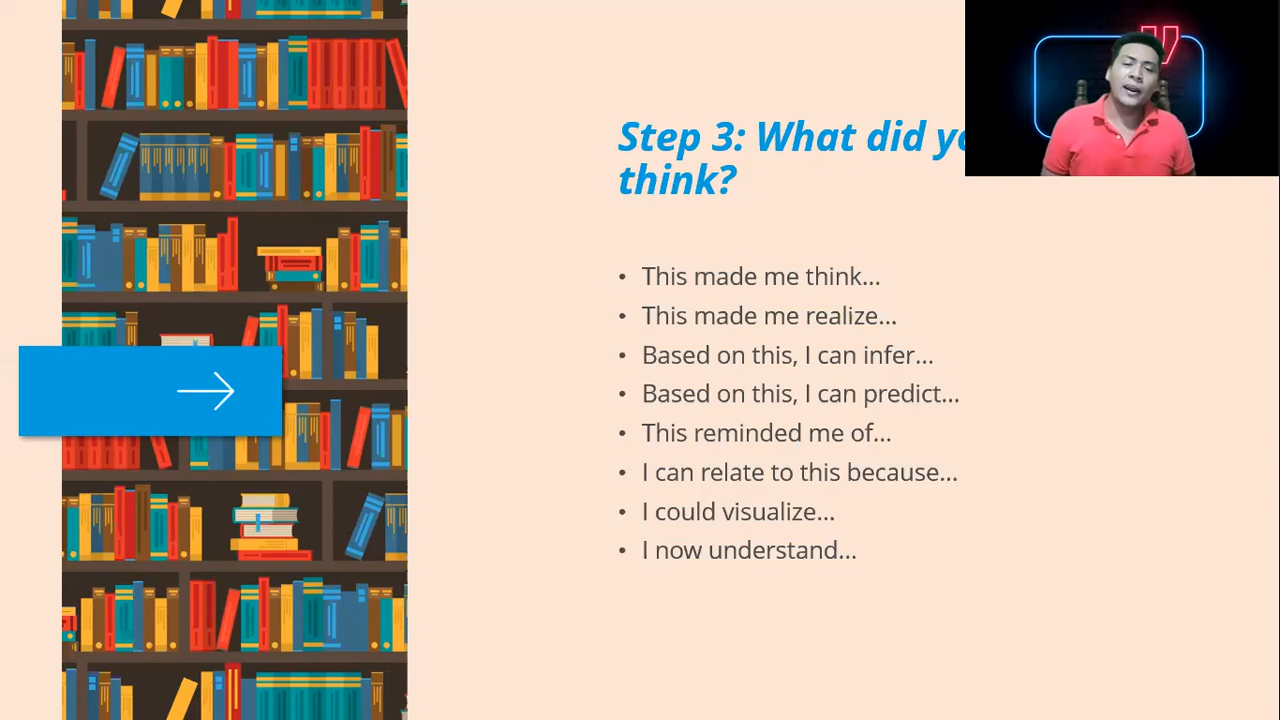 Step 3: What did
think?
• This made me think...
• This made me realize...
• Based on this, I can infer...
• Based on this, I can predict...
• This reminded me of...
• I can relate to this because...
• I could visualize...
• I now understand...